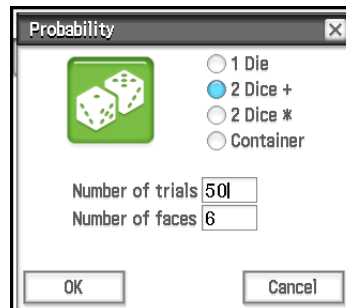 Probability
1 Die
2 Dice +
2 Dice *
Container
Number of trials 50
Number of faces 6
OK
Cancel